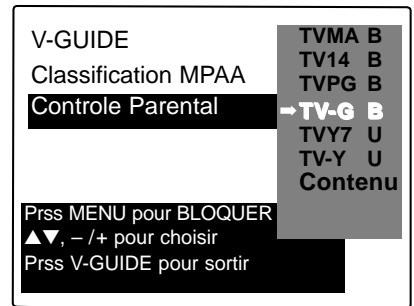 V-GUIDE
Classification MPAA
Controle Parental
TVMA B
TV14 B
TVPG B
➡TV-G B
TVY7 U
TV-Y U
Contenu
Prss MENU pour BLOQUER
▲▼, – /+ pour choisir
Prss V-GUIDE pour sortir